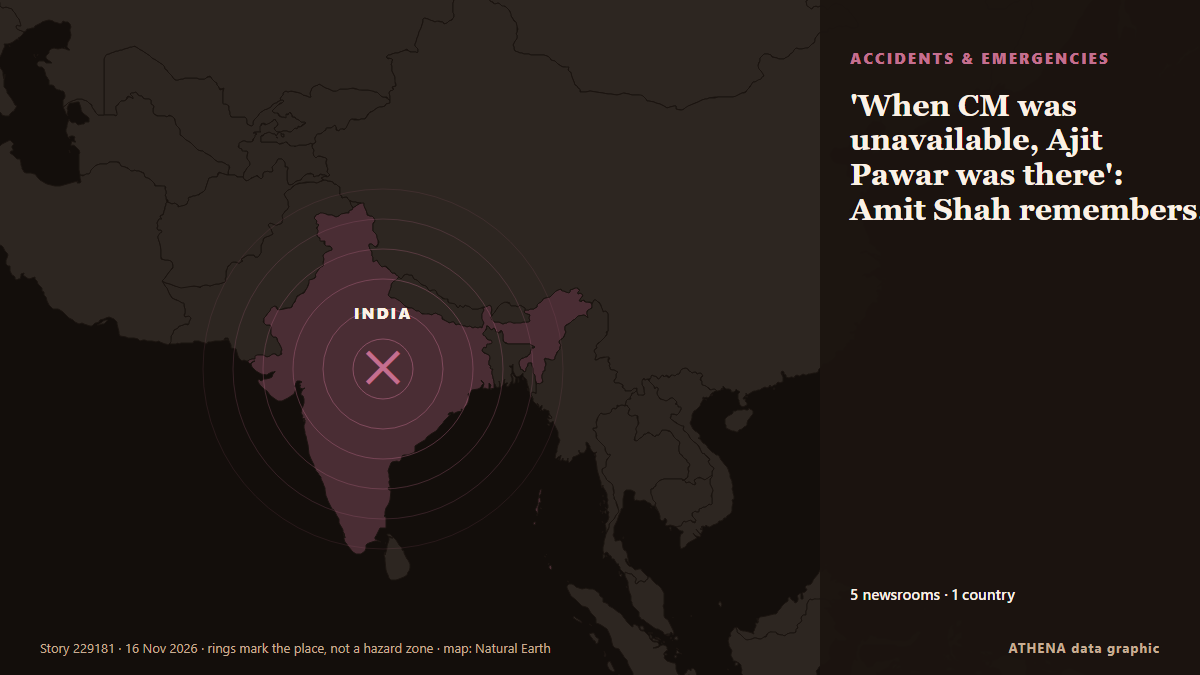 ACCIDENTS & EMERGENCIES
'When CM was
unavailable, Ajit
Pawar was there':
Amit Shah remembers
INDIA
5 newsrooms · 1 country
Story 229181 · 16 Nov 2026 · rings mark the place, not a hazard zone · map: Natural Earth
ATHENA data graphic